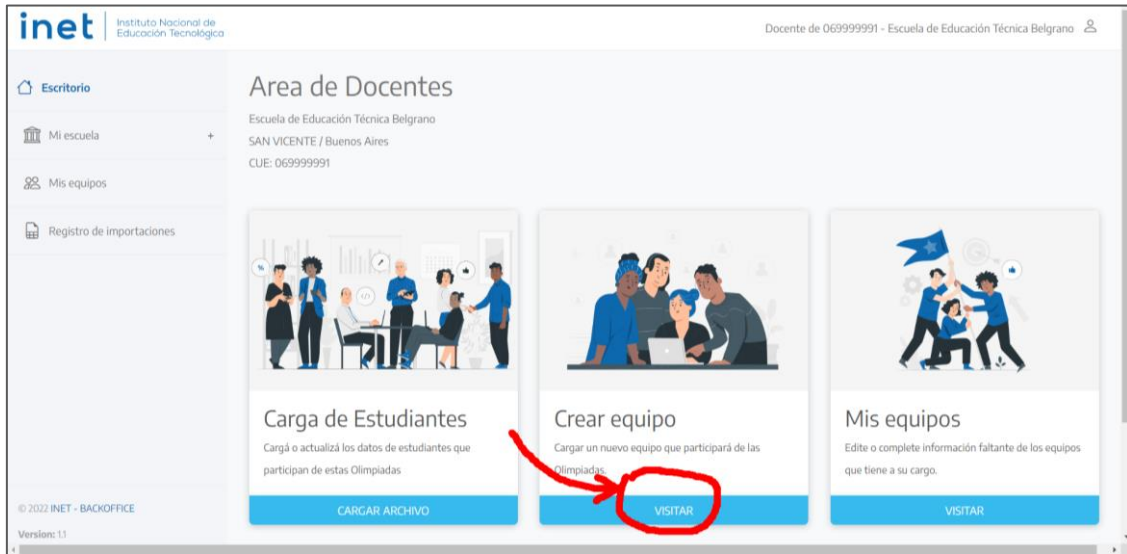 inet
Instituto Nacional de
Educación Tecnológica
Docente de 069999991 - Escuela de Educación Técnica Belgrano
Escritorio
Mi escuela +
Mis equipos
Registro de importaciones
Area de Docentes
Escuela de Educación Técnica Belgrano
SAN VICENTE / Buenos Aires
CUE: 069999991
%
</>
Carga de Estudiantes
Cargá o actualizá los datos de estudiantes que
participan de estas Olimpiadas
CARGAR ARCHIVO
Crear equipo
Cargar un nuevo equipo que participará de las
Olimpiadas.
VISITAR
Mis equipos
Edite o complete información faltante de los equipos
que tiene a su cargo.
VISITAR
© 2022 INET - BACKOFFICE
Version: 1.1